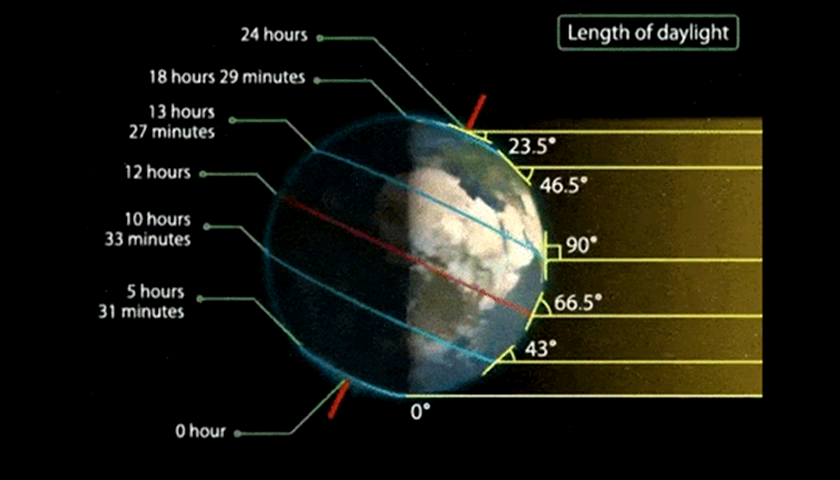 Length of daylight
24 hours
18 hours 29 minutes
13 hours
27 minutes
12 hours
10 hours
33 minutes
5 hours
31 minutes
0 hour
23.5°
46.5°
90°
66.5°
43°
0°